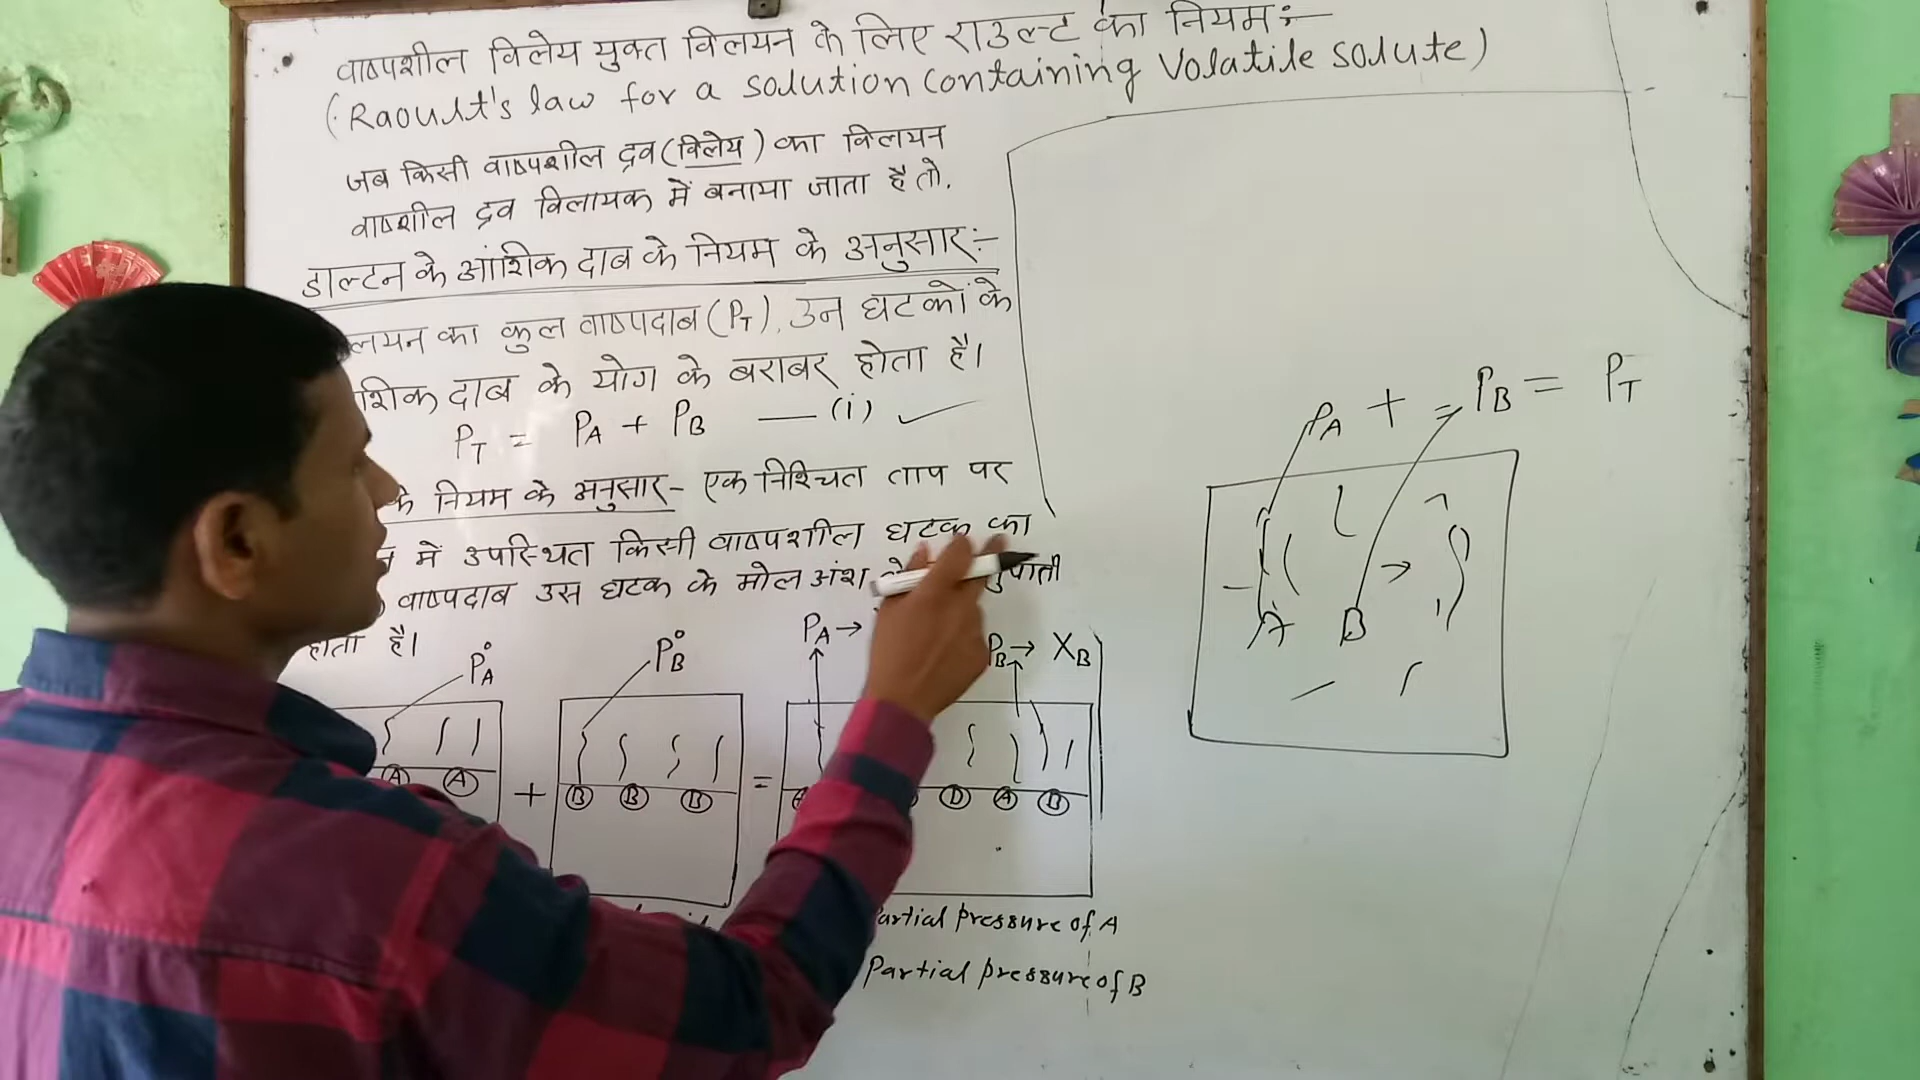 वाष्पशील विलेय युक्त विलयन के लिए राउल्ट का नियम :-
(Raoult's law for a solution containing Volatile solute)
जब किसी वाष्पशील द्रव (विलेय) का विलयन
वाष्पशील द्रव विलायक में बनाया जाता है तो,
डाल्टन के आंशिक दाब के नियम के अनुसार:-
लयन का कुल वाष्पदाब (PT), उन घटकों के
शिक दाब के योग के बराबर होता है।
PT = PA + PB — (i) ✓
के नियम के अनुसार- एक निश्चित ताप पर
में उपस्थित किसी वाष्पशील घटक का
वाष्पदाब उस घटक के मोल अंश
होता है।
PA + = PB = PT
A B
P°A P°B PA→ PB→ XB
A A + B B B = D A B
artial pressure of A
Partial pressure of B